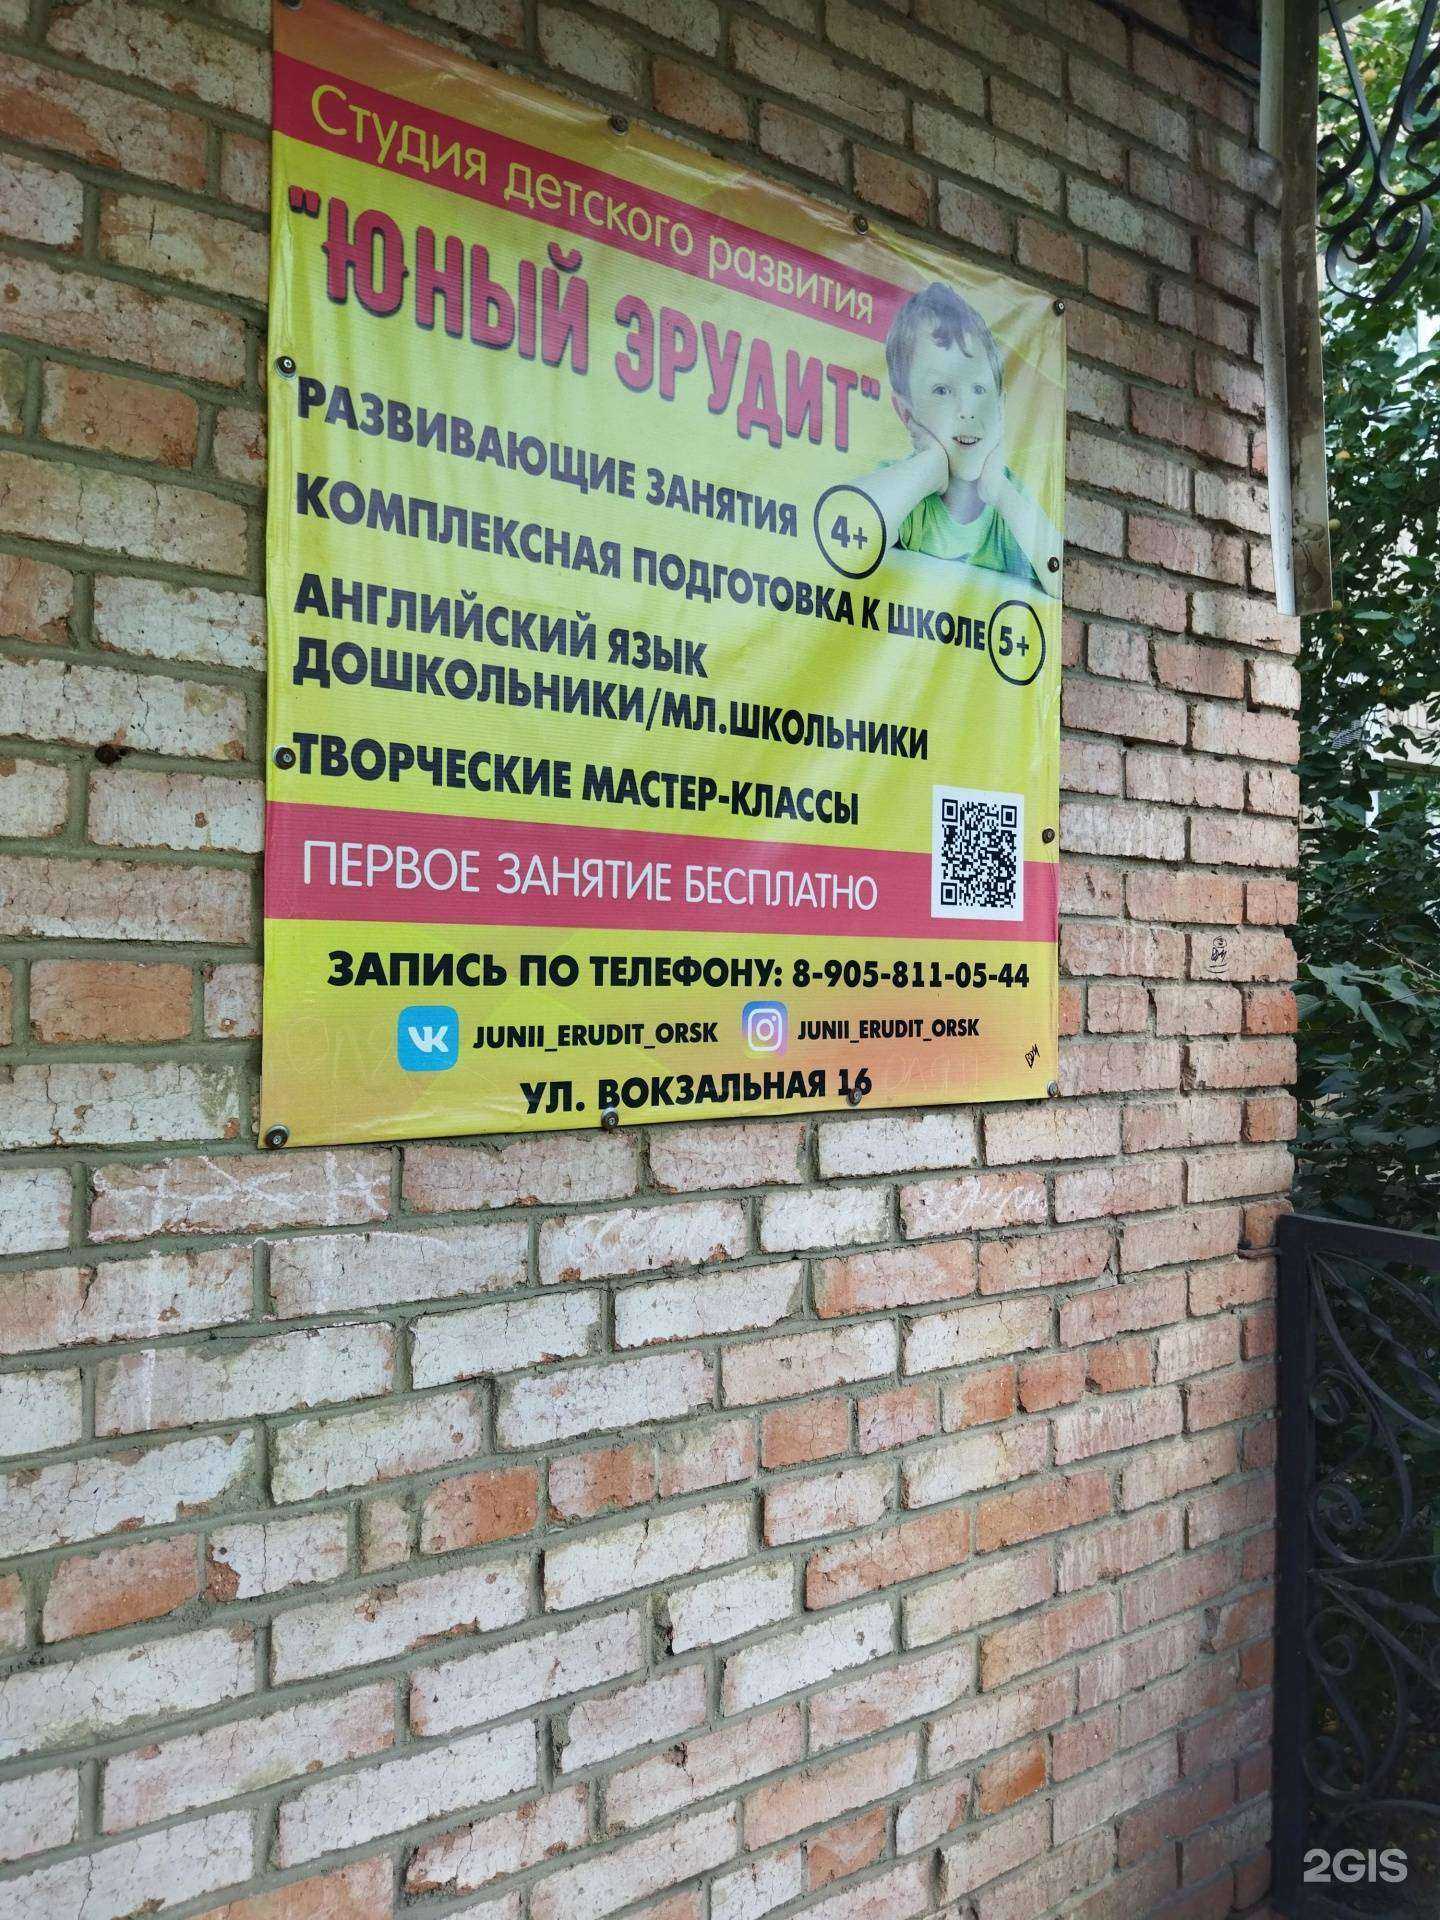 Студия детского развития
"ЮНЫЙ ЭРУДИТ"
РАЗВИВАЮЩИЕ ЗАНЯТИЯ 4+
КОМПЛЕКСНАЯ ПОДГОТОВКА К ШКОЛЕ 5+
АНГЛИЙСКИЙ ЯЗЫК
ДОШКОЛЬНИКИ/МЛ.ШКОЛЬНИКИ
ТВОРЧЕСКИЕ МАСТЕР-КЛАССЫ
ПЕРВОЕ ЗАНЯТИЕ БЕСПЛАТНО
ЗАПИСЬ ПО ТЕЛЕФОНУ: 8-905-811-05-44
JUNII_ERUDIT_ORSK JUNII_ERUDIT_ORSK
УЛ. ВОКЗАЛЬНАЯ 16
2GIS